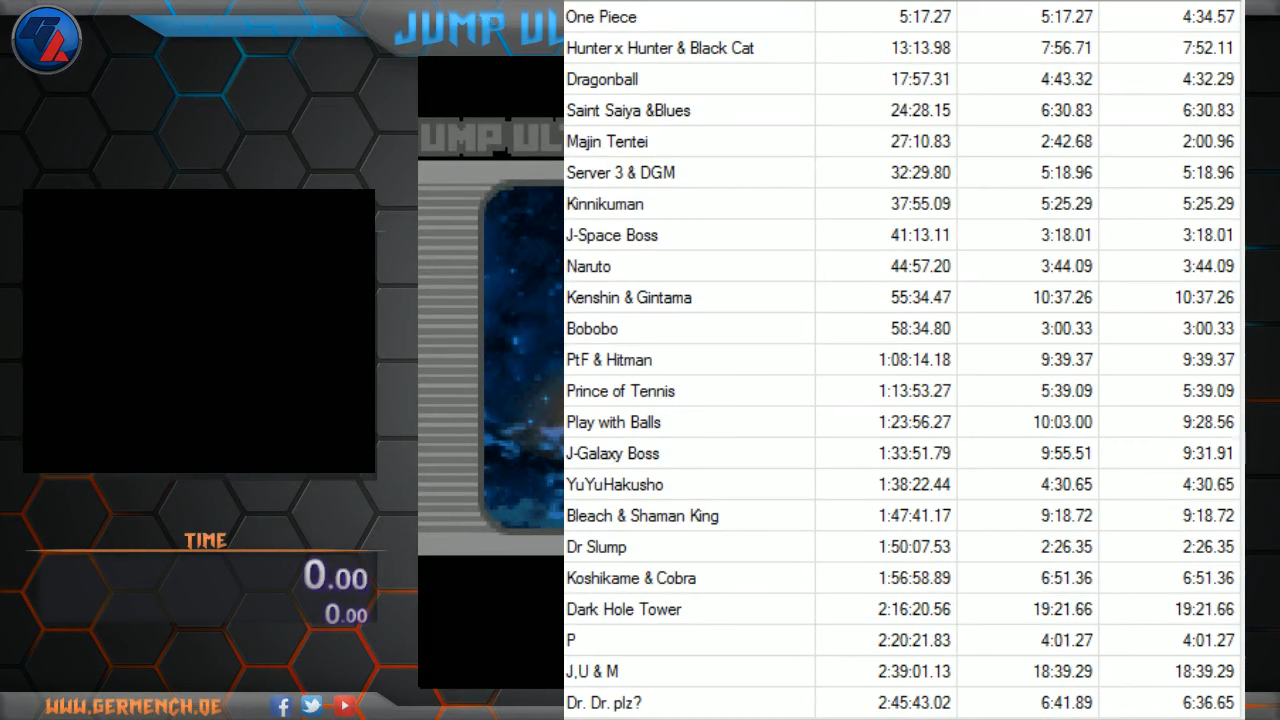 JUMP UL
UMP UL
One Piece 5:17.27 5:17.27 4:34.57
Hunter x Hunter & Black Cat 13:13.98 7:56.71 7:52.11
Dragonball 17:57.31 4:43.32 4:32.29
Saint Saiya &Blues 24:28.15 6:30.83 6:30.83
Majin Tentei 27:10.83 2:42.68 2:00.96
Server 3 & DGM 32:29.80 5:18.96 5:18.96
Kinnikuman 37:55.09 5:25.29 5:25.29
J-Space Boss 41:13.11 3:18.01 3:18.01
Naruto 44:57.20 3:44.09 3:44.09
Kenshin & Gintama 55:34.47 10:37.26 10:37.26
Bobobo 58:34.80 3:00.33 3:00.33
PtF & Hitman 1:08:14.18 9:39.37 9:39.37
Prince of Tennis 1:13:53.27 5:39.09 5:39.09
Play with Balls 1:23:56.27 10:03.00 9:28.56
J-Galaxy Boss 1:33:51.79 9:55.51 9:31.91
YuYuHakusho 1:38:22.44 4:30.65 4:30.65
Bleach & Shaman King 1:47:41.17 9:18.72 9:18.72
Dr Slump 1:50:07.53 2:26.35 2:26.35
Koshikame & Cobra 1:56:58.89 6:51.36 6:51.36
Dark Hole Tower 2:16:20.56 19:21.66 19:21.66
P 2:20:21.83 4:01.27 4:01.27
J,U & M 2:39:01.13 18:39.29 18:39.29
Dr. Dr. plz? 2:45:43.02 6:41.89 6:36.65
TIME
0.00
0.00
WWW.GERMENCH.DE